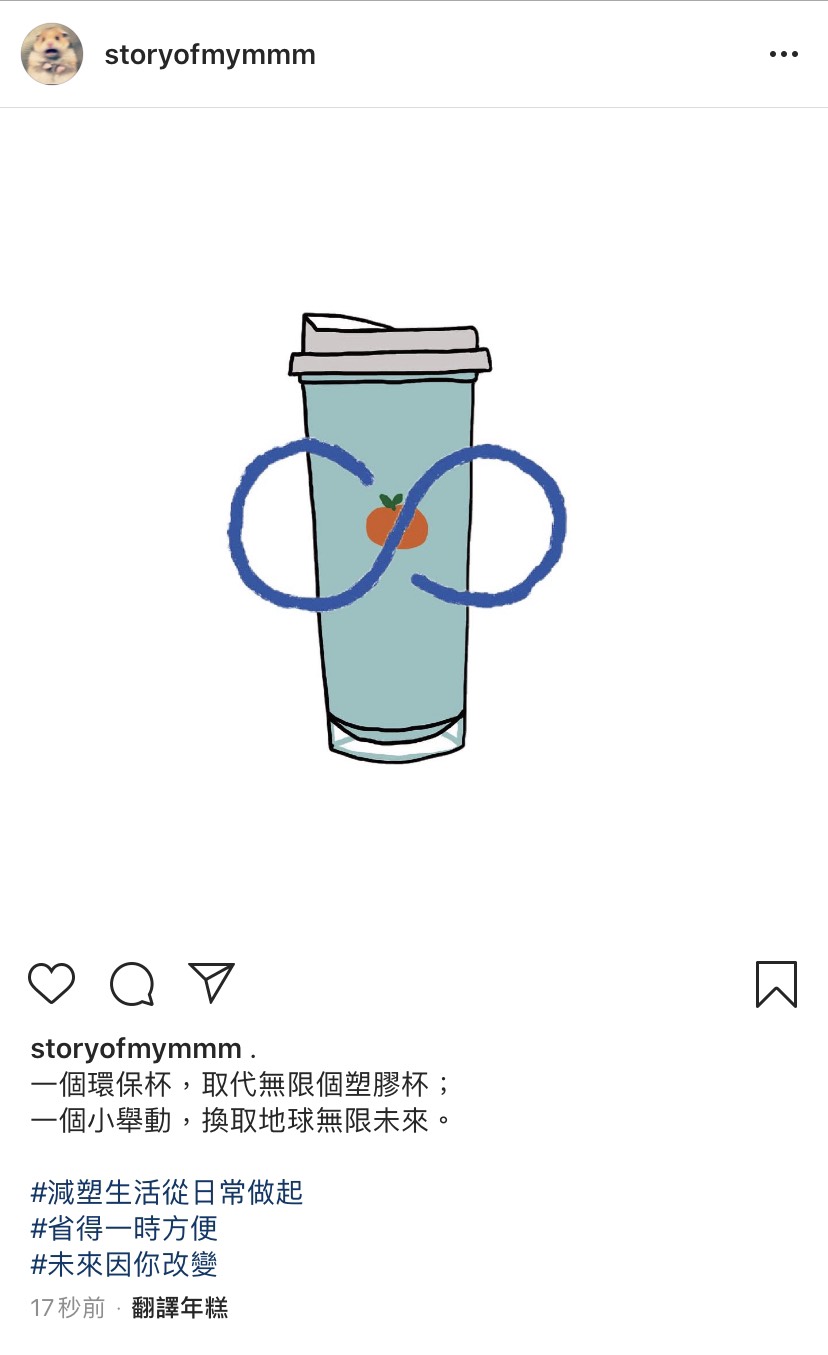 storyofmymmm
storyofmymmm .
一個環保杯，取代無限個塑膠杯；
一個小舉動，換取地球無限未來。
#減塑生活從日常做起
#省得一時方便
#未來因你改變
17秒前 · 翻譯年糕